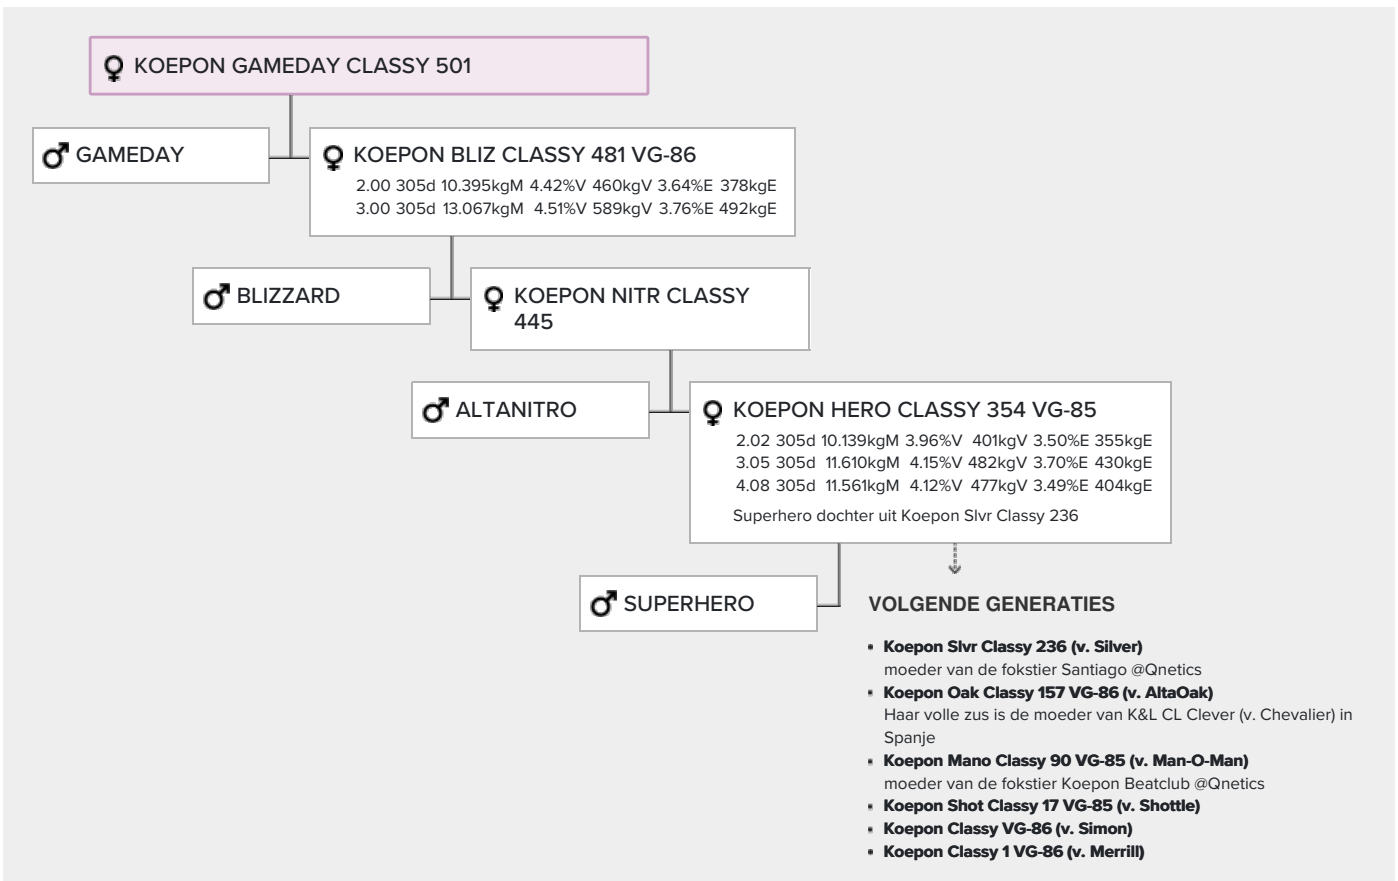 KOEPON GAMEDAY CLASSY 501
GAMEDAY
KOEPON BLIZ CLASSY 481 VG-86
2.00 305d 10.395kgM 4.42%V 460kgV 3.64%E 378kgE
3.00 305d 13.067kgM 4.51%V 589kgV 3.76%E 492kgE
BLIZZARD
KOEPON NITR CLASSY
445
ALTANITRO
KOEPON HERO CLASSY 354 VG-85
2.02 305d 10.139kgM 3.96%V 401kgV 3.50%E 355kgE
3.05 305d 11.610kgM 4.15%V 482kgV 3.70%E 430kgE
4.08 305d 11.561kgM 4.12%V 477kgV 3.49%E 404kgE
Superhero dochter uit Koepon Slvr Classy 236
SUPERHERO
VOLGENDE GENERATIES
Koepon Slvr Classy 236 (v. Silver)
moeder van de fokstier Santiago @Qnetics
Koepon Oak Classy 157 VG-86 (v. AltaOak)
Haar volle zus is de moeder van K&L CL Clever (v. Chevalier) in
Spanje
Koepon Mano Classy 90 VG-85 (v. Man-O-Man)
moeder van de fokstier Koepon Beatclub @Qnetics
Koepon Shot Classy 17 VG-85 (v. Shottle)
Koepon Classy VG-86 (v. Simon)
Koepon Classy 1 VG-86 (v. Merrill)